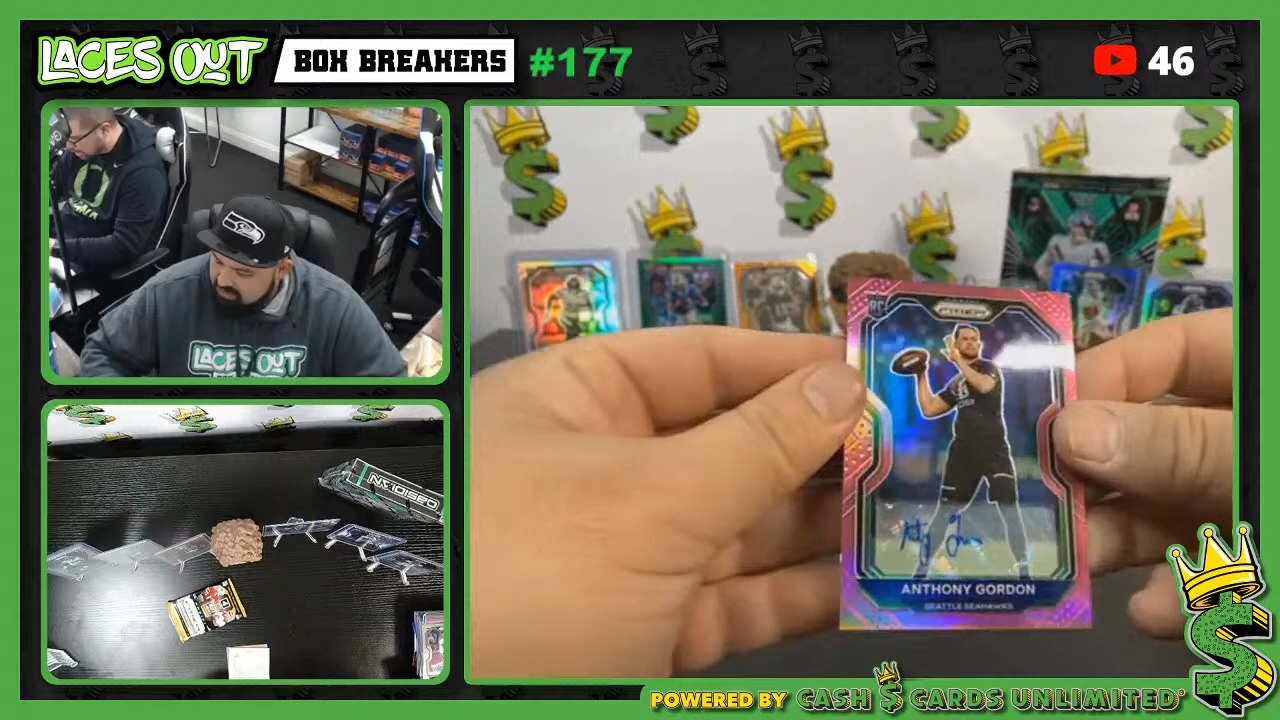 LACES OUT
BOX BREAKERS
#177
46
LACES OUT
OBSIDIAN
RC
PRIZM
ANTHONY GORDON
SEATTLE SEAHAWKS
POWERED BY CASH CARDS UNLIMITED